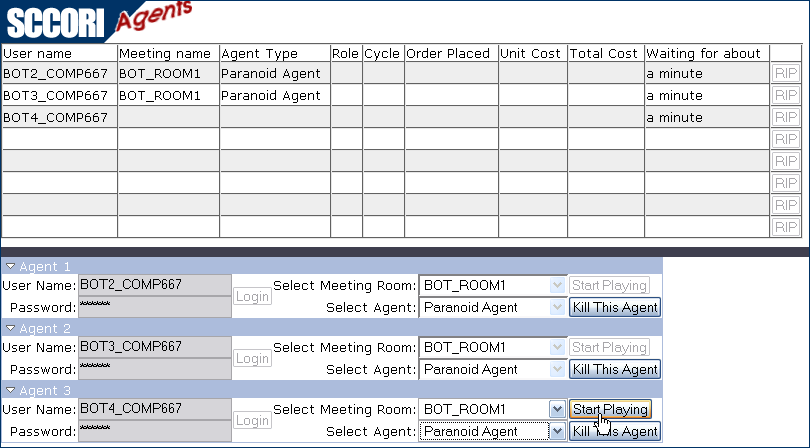 SCCORI Agents
User name Meeting name Agent Type Role Cycle Order Placed Unit Cost Total Cost Waiting for about
BOT2_COMP667 BOT_ROOM1 Paranoid Agent a minute RIP
BOT3_COMP667 BOT_ROOM1 Paranoid Agent a minute RIP
BOT4_COMP667 a minute RIP
RIP
RIP
RIP
RIP
RIP
Agent 1
User Name: BOT2_COMP667 Login Select Meeting Room: BOT_ROOM1 Start Playing
Password: ****** Select Agent: Paranoid Agent Kill This Agent
Agent 2
User Name: BOT3_COMP667 Login Select Meeting Room: BOT_ROOM1 Start Playing
Password: ****** Select Agent: Paranoid Agent Kill This Agent
Agent 3
User Name: BOT4_COMP667 Login Select Meeting Room: BOT_ROOM1 Start Playing
Password: ****** Select Agent: Paranoid Agent Kill This Agent